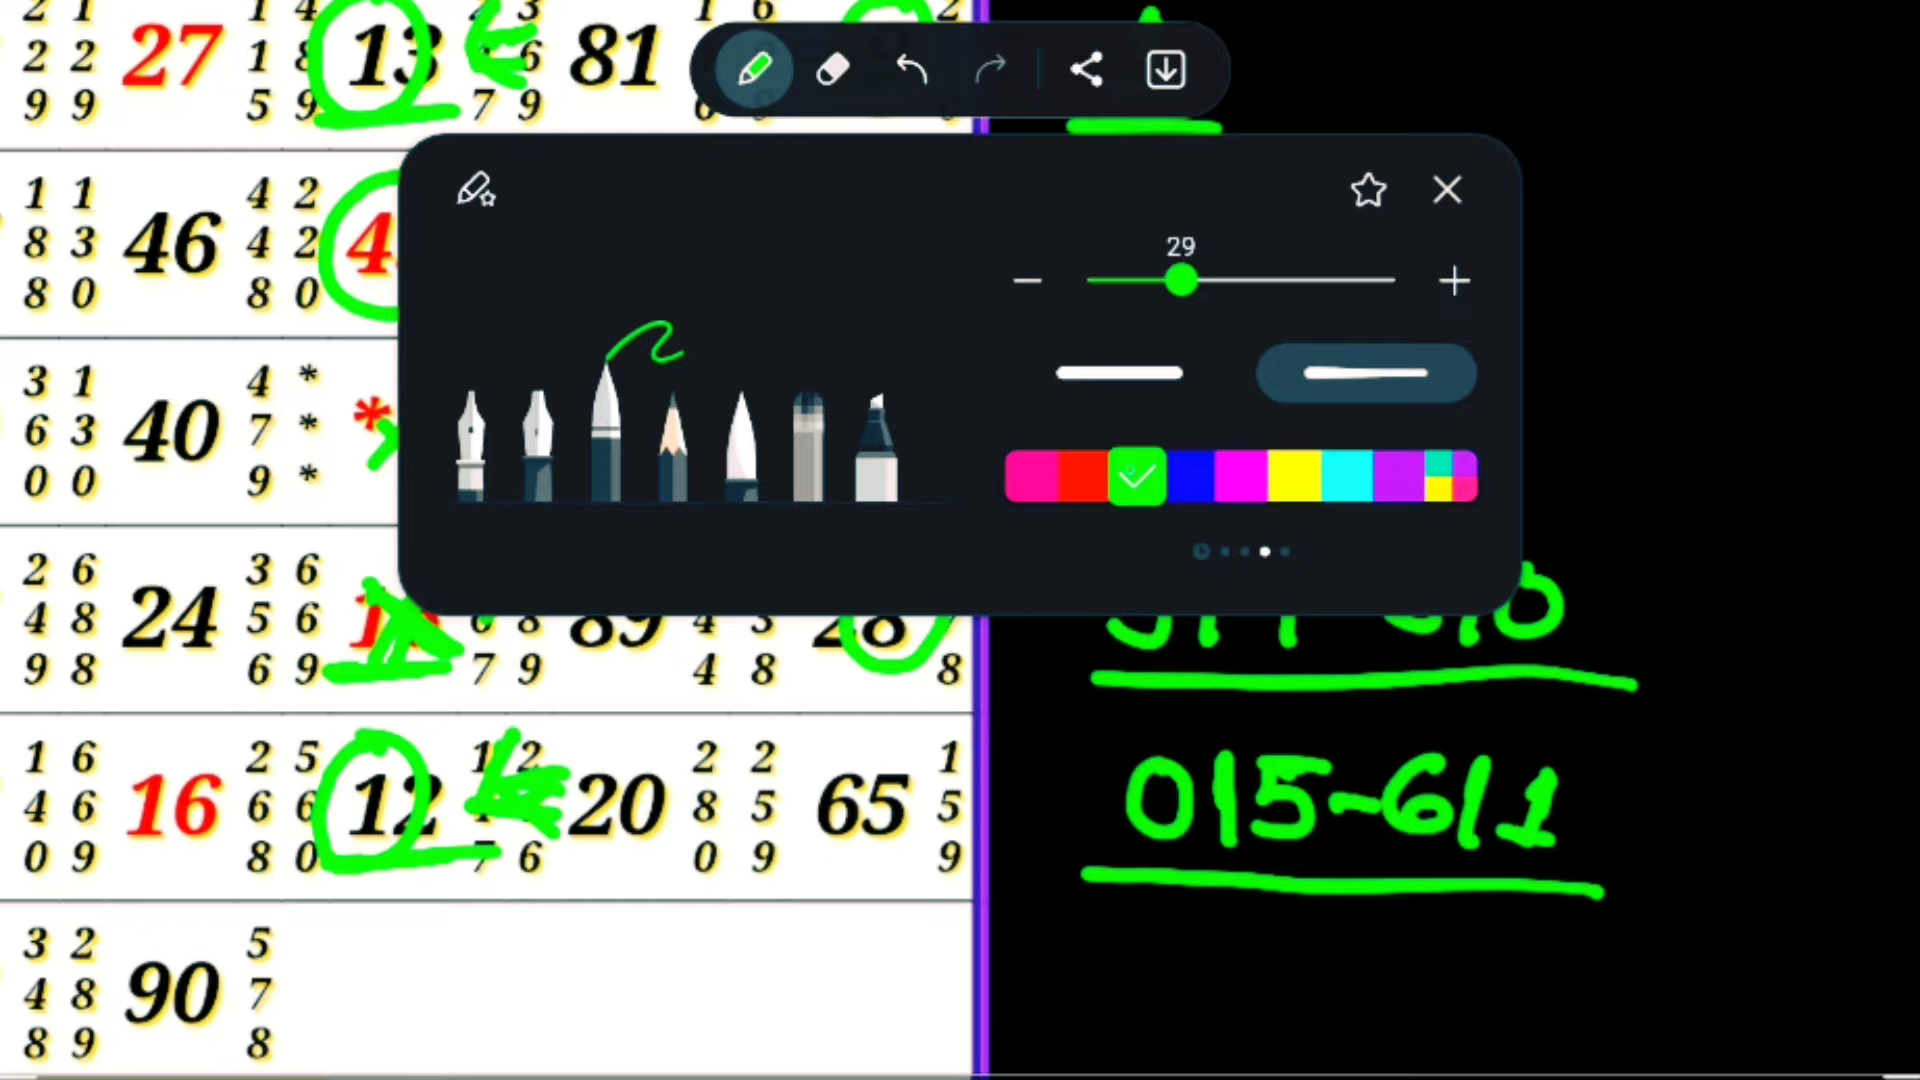 2 1 27 1 4 13 3 81 1 6 2
2 2 1 8 6
9 9 5 9 7 9
1 1 46 4 2 4
8 3 4 2
8 0 8 0
29
3 1 40 4 * *
6 3 7 *
0 0 9 *
2 6 24 3 6 89 28
4 8 5 6 6 8 4 3
9 8 6 9 7 9 4 8 8
1 6 16 2 5 12 1 2 20 2 2 65 1
4 6 6 6 8 5 5
0 9 8 0 7 6 0 9 9
015-611
3 2 90 5
4 8 7
8 9 8